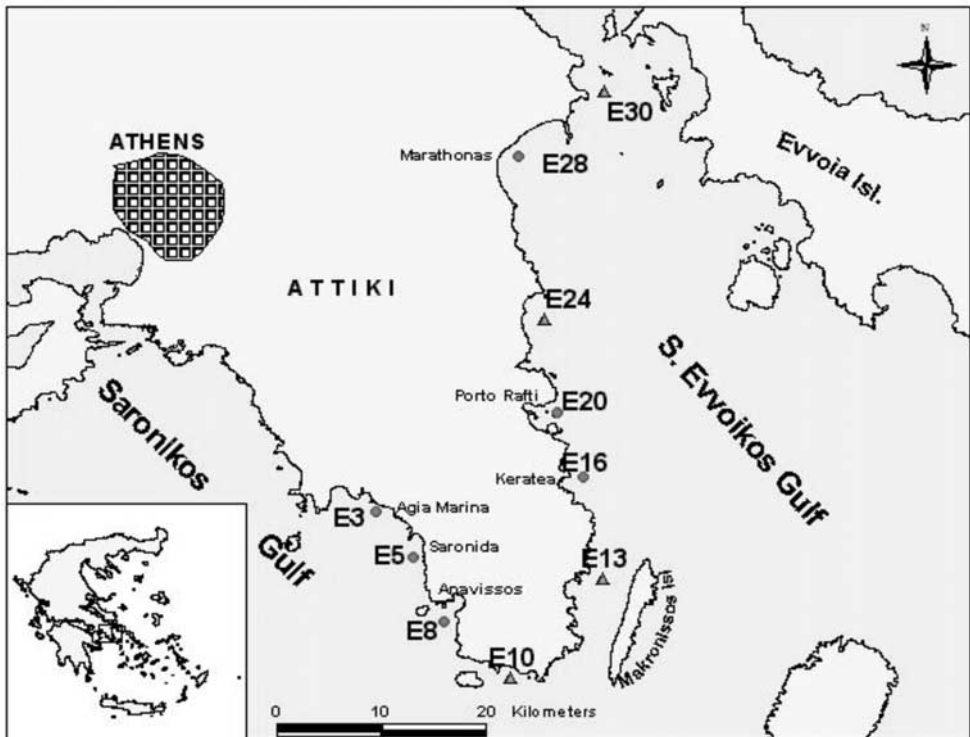 N
E30
ATHENS
Marathonas
E28
Evvoia Isl.
ATTIKI
E24
S. Evvoikos Gulf
Saronikos
Gulf
Porto Rafti
E20
E16
Keratea
E3
Agia Marina
E5
Saronida
E13
Anavissos
E8
Makronissos Isl
E10
0 10 20 Kilometers